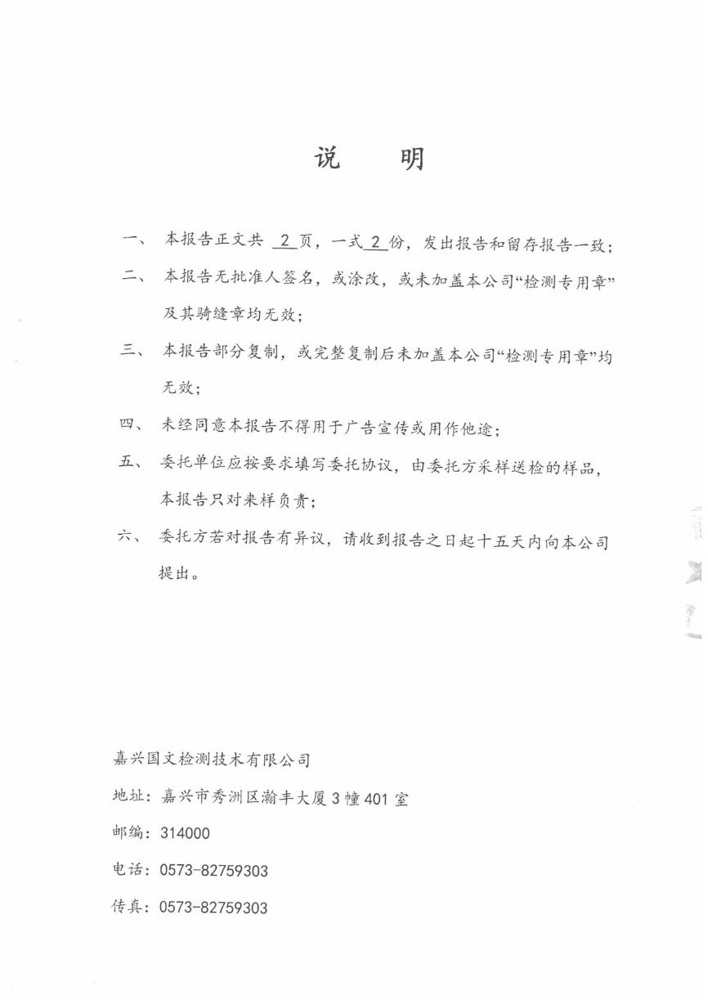 说 明
一、 本报告正文共 2 页，一式 2 份，发出报告和留存报告一致；
二、 本报告无批准人签名，或涂改，或未加盖本公司“检测专用章”
及其骑缝章均无效；
三、 本报告部分复制，或完整复制后未加盖本公司“检测专用章”均
无效；
四、 未经同意本报告不得用于广告宣传或用作他途；
五、 委托单位应按要求填写委托协议，由委托方采样送检的样品，
本报告只对来样负责；
六、 委托方若对报告有异议，请收到报告之日起十五天内向本公司
提出。
嘉兴国文检测技术有限公司
地址：嘉兴市秀洲区瀚丰大厦 3 幢 401 室
邮编：314000
电话：0573-82759303
传真：0573-82759303